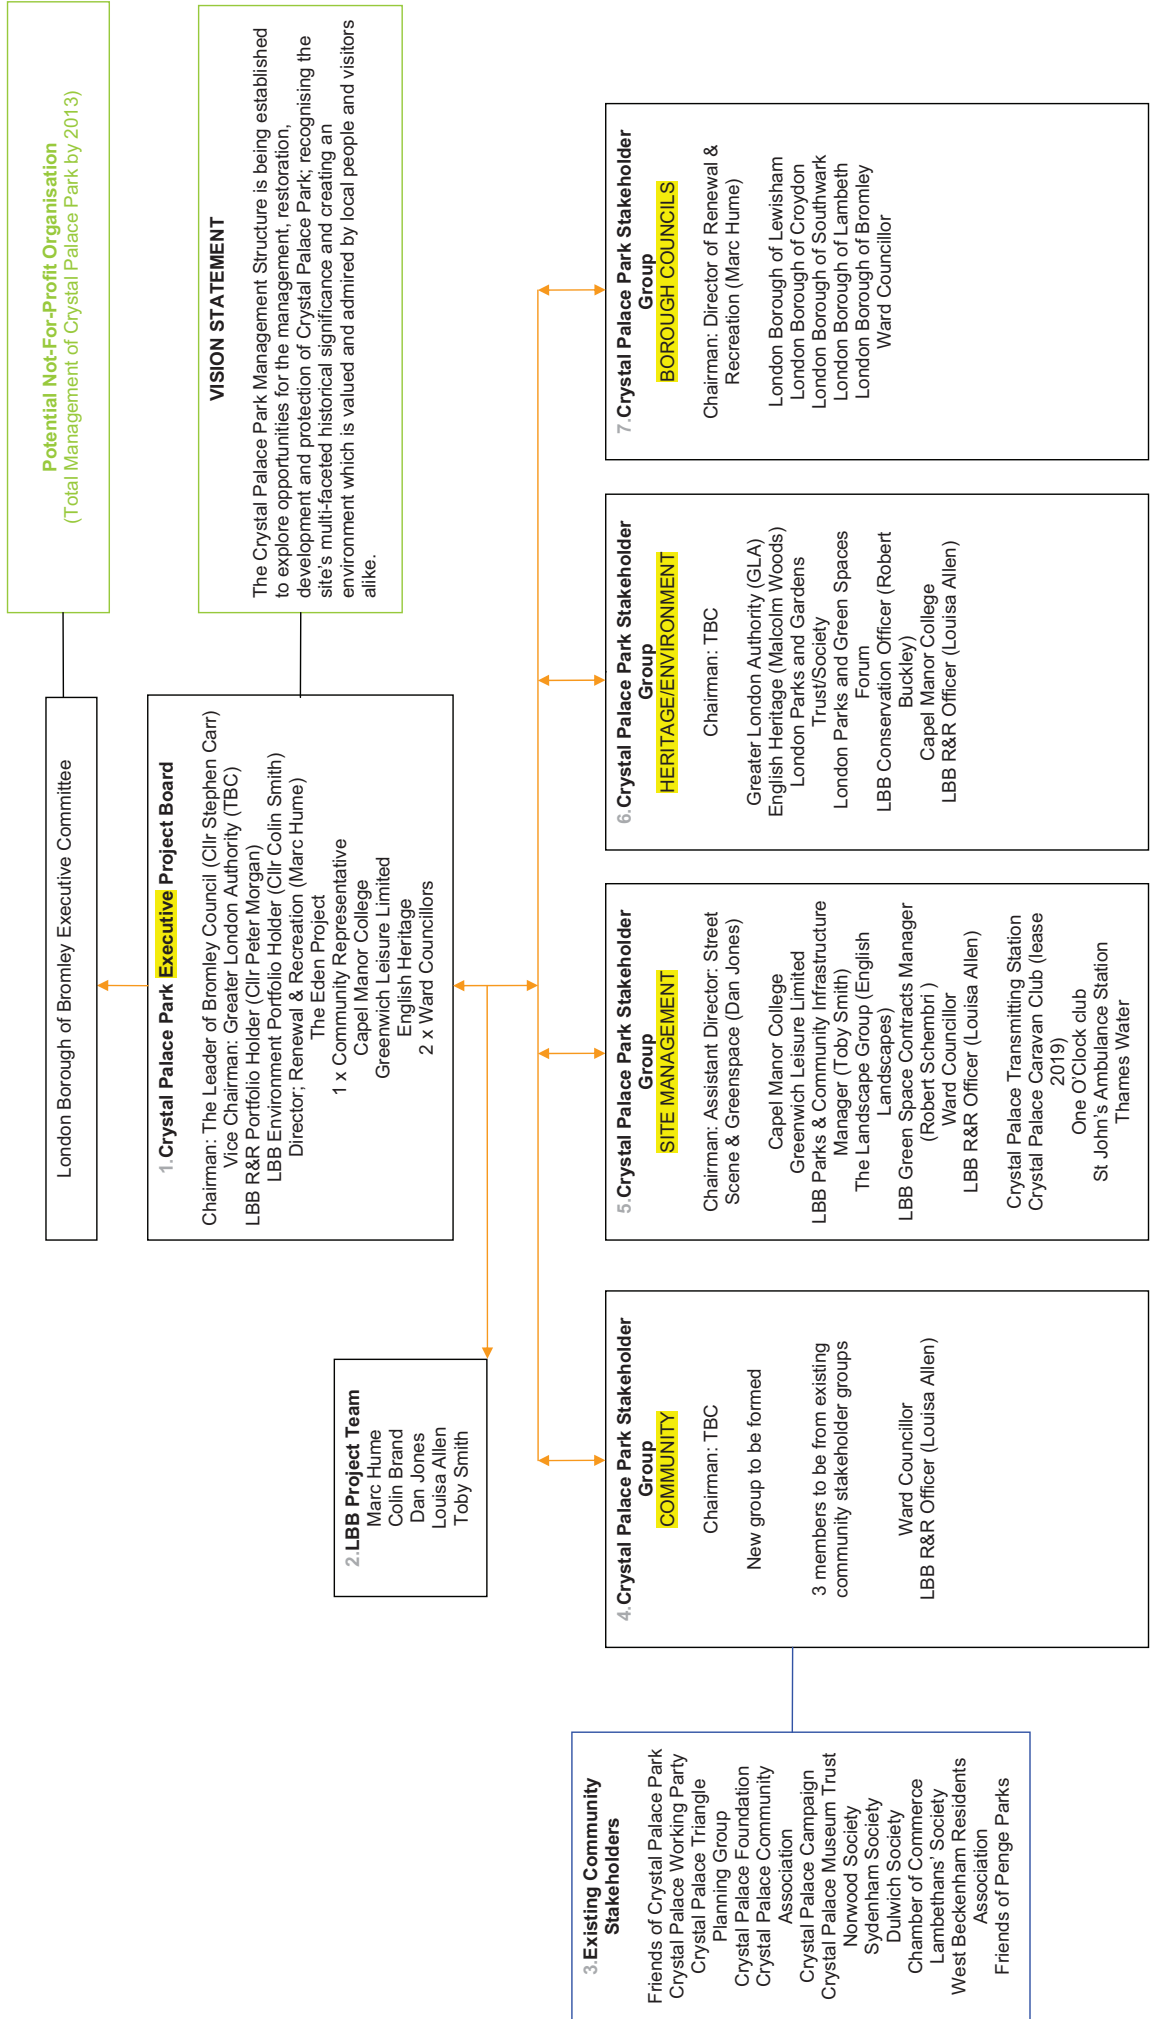 Potential Not-For-Profit Organisation
(Total Management of Crystal Palace Park by 2013)
London Borough of Bromley Executive Committee
VISION STATEMENT
The Crystal Palace Park Management Structure is being established
to explore opportunities for the management, restoration,
development and protection of Crystal Palace Park; recognising the
site's multi-faceted historical significance and creating an
environment which is valued and admired by local people and visitors
alike.
1.Crystal Palace Park Executive Project Board
Chairman: The Leader of Bromley Council (Cllr Stephen Carr)
Vice Chairman: Greater London Authority (TBC)
LBB R&R Portfolio Holder (Cllr Peter Morgan)
LBB Environment Portfolio Holder (Cllr Colin Smith)
Director; Renewal & Recreation (Marc Hume)
The Eden Project
1 x Community Representative
Capel Manor College
Greenwich Leisure Limited
English Heritage
2 x Ward Councillors
2.LBB Project Team
Marc Hume
Colin Brand
Dan Jones
Louisa Allen
Toby Smith
3.Existing Community
Stakeholders
Friends of Crystal Palace Park
Crystal Palace Working Party
Crystal Palace Triangle
Planning Group
Crystal Palace Foundation
Crystal Palace Community
Association
Crystal Palace Campaign
Crystal Palace Museum Trust
Norwood Society
Sydenham Society
Dulwich Society
Chamber of Commerce
Lambethans' Society
West Beckenham Residents
Association
Friends of Penge Parks
4.Crystal Palace Park Stakeholder
Group
COMMUNITY
Chairman: TBC
New group to be formed
3 members to be from existing
community stakeholder groups
Ward Councillor
LBB R&R Officer (Louisa Allen)
5.Crystal Palace Park Stakeholder
Group
SITE MANAGEMENT
Chairman: Assistant Director: Street
Scene & Greenspace (Dan Jones)
Capel Manor College
Greenwich Leisure Limited
LBB Parks & Community Infrastructure
Manager (Toby Smith)
The Landscape Group (English
Landscapes)
LBB Green Space Contracts Manager
(Robert Schembri )
Ward Councillor
LBB R&R Officer (Louisa Allen)
Crystal Palace Transmitting Station
Crystal Palace Caravan Club (lease
2019)
One O'Clock club
St John's Ambulance Station
Thames Water
6.Crystal Palace Park Stakeholder
Group
HERITAGE/ENVIRONMENT
Chairman: TBC
Greater London Authority (GLA)
English Heritage (Malcolm Woods)
London Parks and Gardens
Trust/Society
London Parks and Green Spaces
Forum
LBB Conservation Officer (Robert
Buckley)
Capel Manor College
LBB R&R Officer (Louisa Allen)
7.Crystal Palace Park Stakeholder
Group
BOROUGH COUNCILS
Chairman: Director of Renewal &
Recreation (Marc Hume)
London Borough of Lewisham
London Borough of Croydon
London Borough of Southwark
London Borough of Lambeth
London Borough of Bromley
Ward Councillor